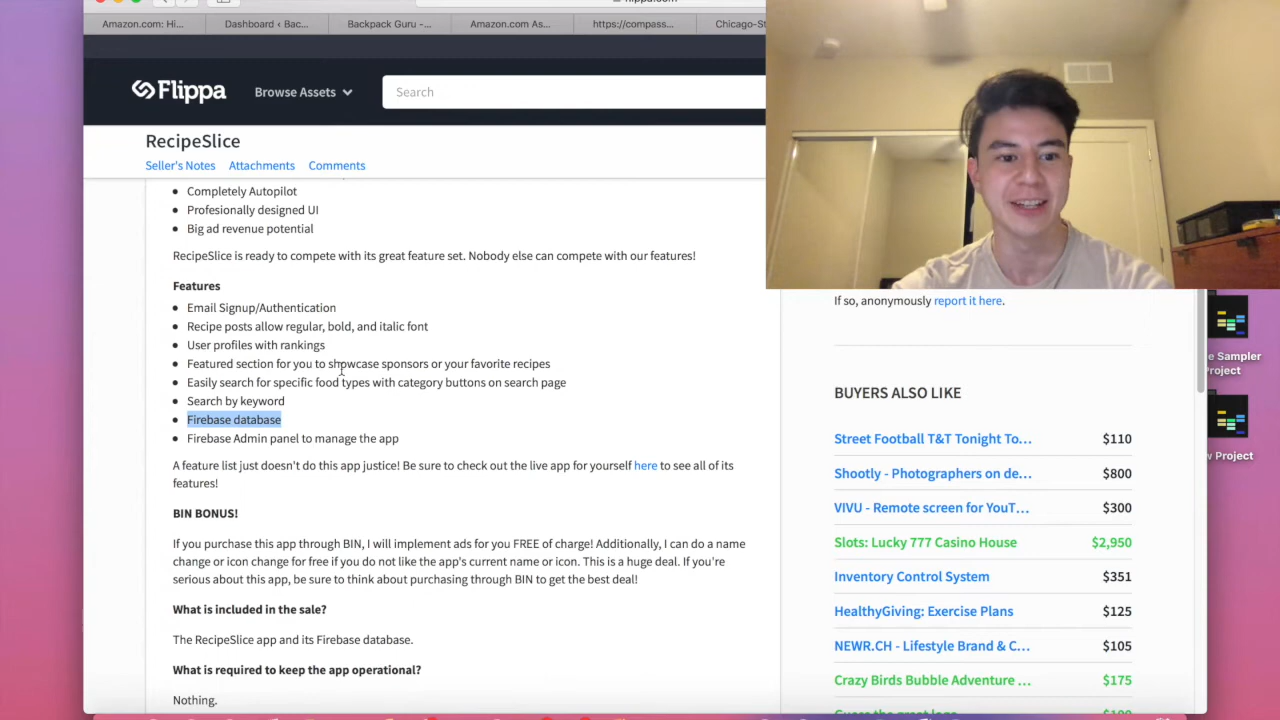 Amazon.com: Hi...
Dashboard ‹ Bac...
Backpack Guru –...
Amazon.com As...
https://compass...
Chicago-St
Flippa
Browse Assets
Search
RecipeSlice
Seller's Notes
Attachments
Comments
Completely Autopilot
Profesionally designed UI
Big ad revenue potential
RecipeSlice is ready to compete with its great feature set. Nobody else can compete with our features!
Features
Email Signup/Authentication
Recipe posts allow regular, bold, and italic font
User profiles with rankings
Featured section for you to showcase sponsors or your favorite recipes
Easily search for specific food types with category buttons on search page
Search by keyword
Firebase database
Firebase Admin panel to manage the app
A feature list just doesn't do this app justice! Be sure to check out the live app for yourself here to see all of its
features!
BIN BONUS!
If you purchase this app through BIN, I will implement ads for you FREE of charge! Additionally, I can do a name
change or icon change for free if you do not like the app's current name or icon. This is a huge deal. If you're
serious about this app, be sure to think about purchasing through BIN to get the best deal!
What is included in the sale?
The RecipeSlice app and its Firebase database.
What is required to keep the app operational?
Nothing.
If so, anonymously report it here.
BUYERS ALSO LIKE
Street Football T&T Tonight To... $110
Shootly - Photographers on de... $800
VIVU - Remote screen for YouT... $300
Slots: Lucky 777 Casino House $2,950
Inventory Control System $351
HealthyGiving: Exercise Plans $125
NEWR.CH - Lifestyle Brand & C... $105
Crazy Birds Bubble Adventure ... $175
e Sampler
Project
w Project